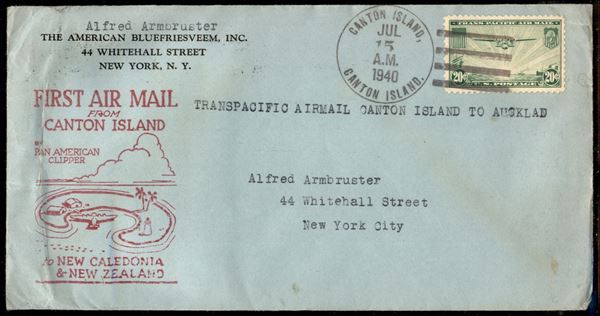 Alfred Armbruster
THE AMERICAN BLUEFRIESVEEM, INC.
44 WHITEHALL STREET
NEW YORK, N. Y.
CANTON ISLAND,
JUL
15
A.M.
1940
CANTON ISLAND.
TRANS-PACIFIC AIR MAIL
20¢ 20¢
U.S. POSTAGE
FIRST AIR MAIL
FROM
CANTON ISLAND
BY
PAN AMERICAN
CLIPPER
to NEW CALEDONIA
& NEW ZEALAND
TRANSPACIFIC AIRMAIL CANTON ISLAND TO AUCKLAD
Alfred Armbruster
44 Whitehall Street
New York City